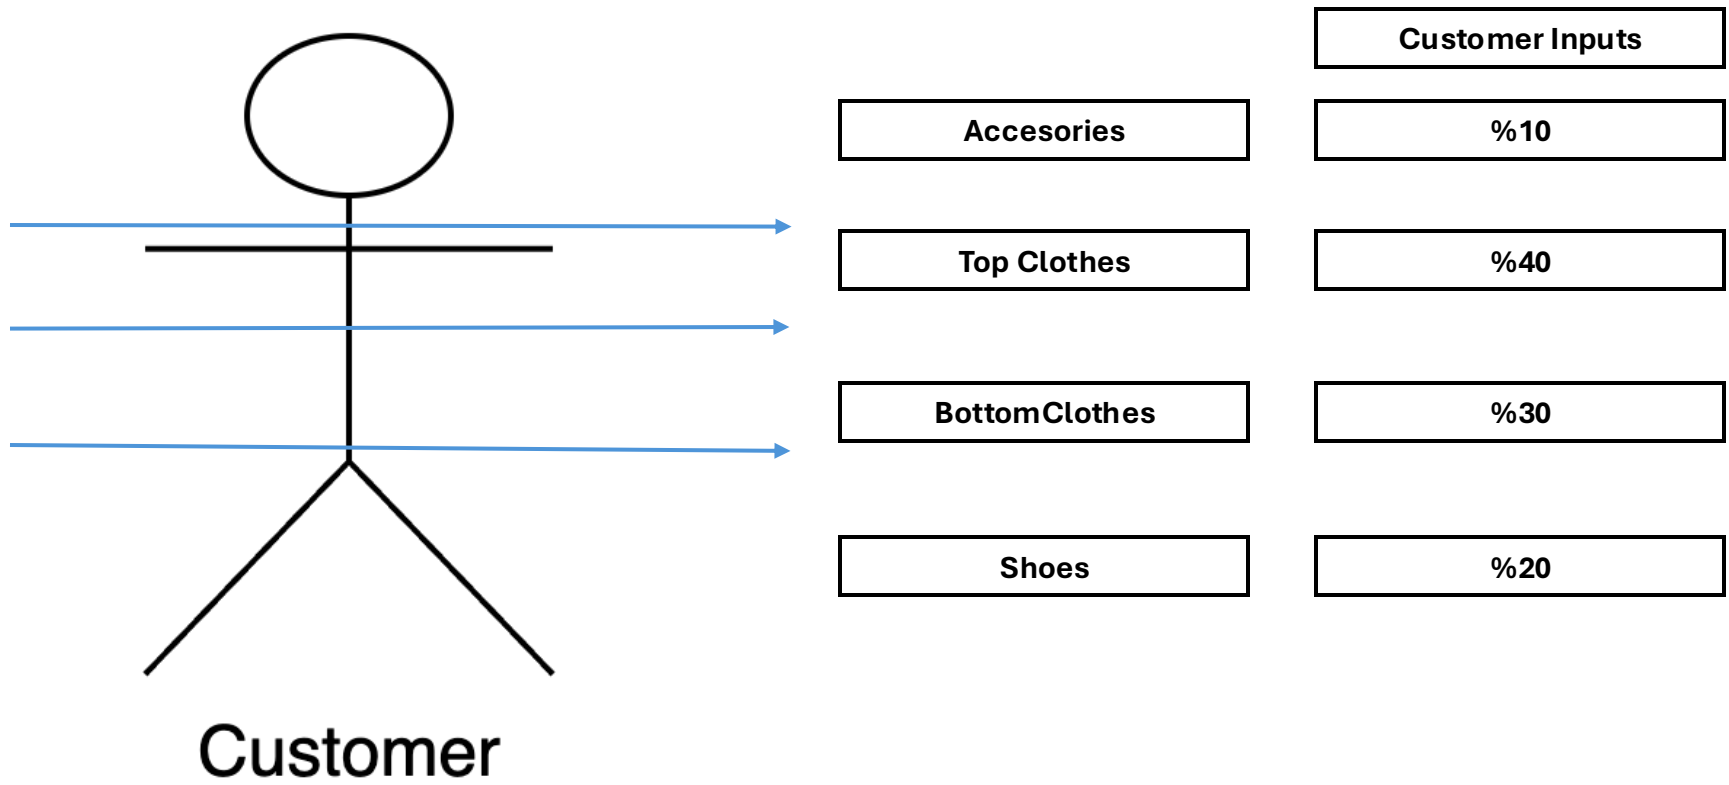 Customer Inputs
Accesories
%10
Top Clothes
%40
BottomClothes
%30
Shoes
%20
Customer